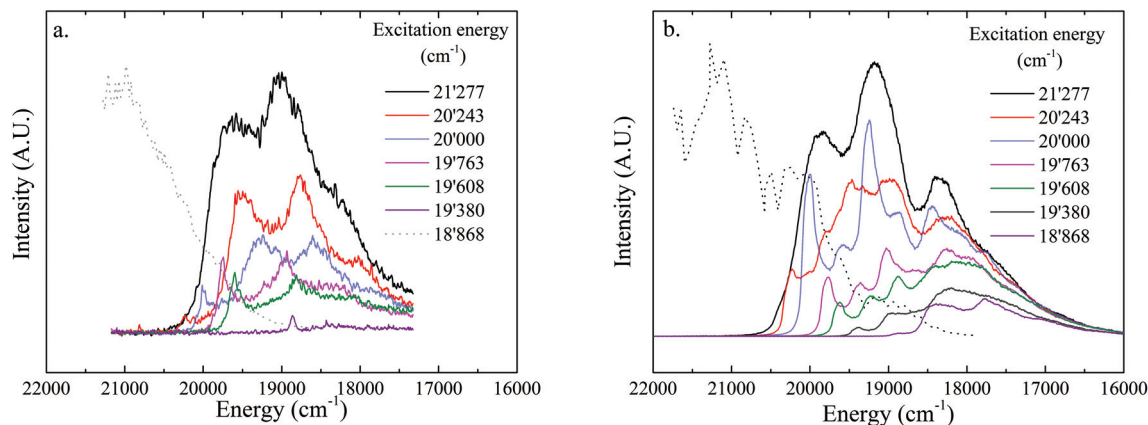 a.
Excitation energy
(cm-1)
21'277
20'243
20'000
19'763
19'608
19'380
18'868
Intensity (A.U.)
22000 21000 20000 19000 18000 17000 16000
Energy (cm-1)
b.
Excitation energy
(cm-1)
21'277
20'243
20'000
19'763
19'608
19'380
18'868
Intensity (A.U.)
22000 21000 20000 19000 18000 17000 16000
Energy (cm-1)